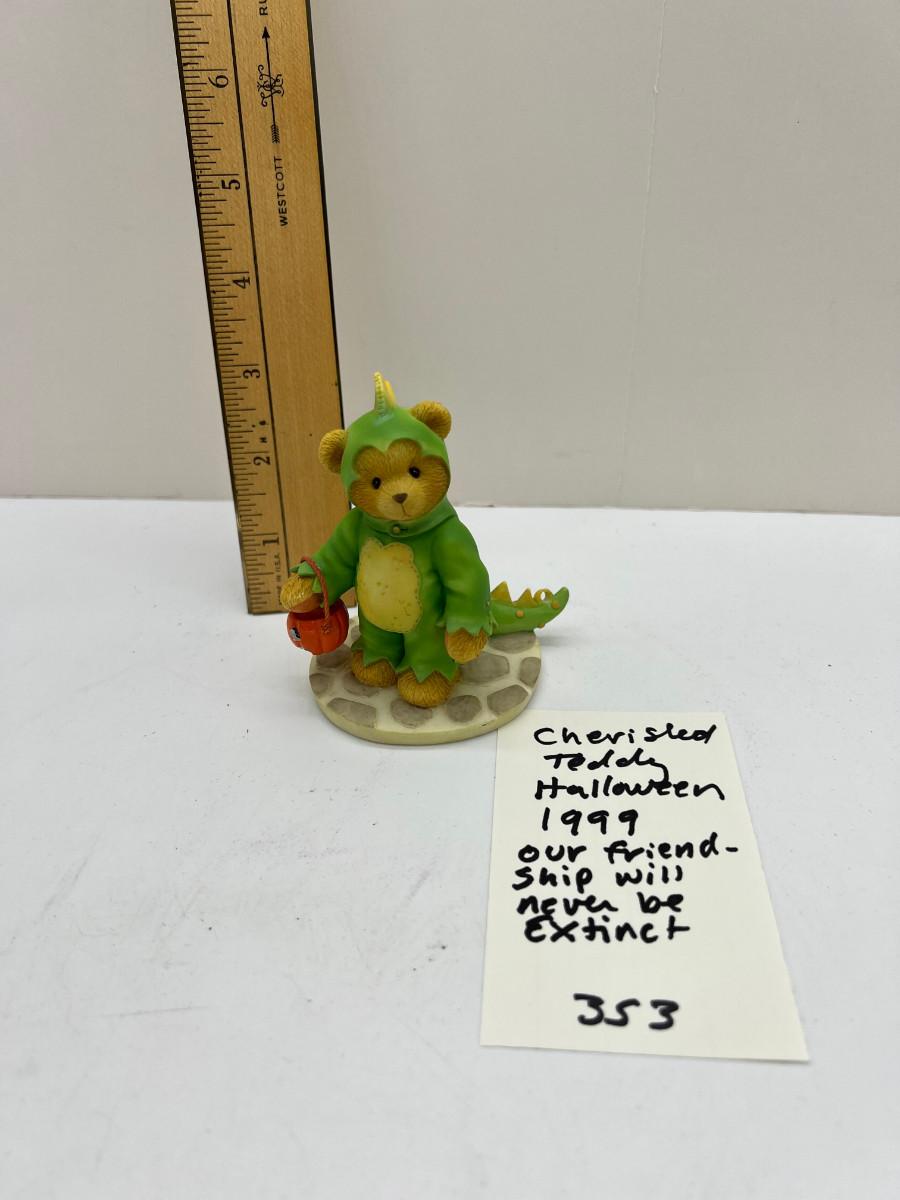 RU
6
WESTCOTT
5
4
3
2
1
Cherished
Teddy
Halloween
1999
our friend-
ship will
never be
Extinct
353